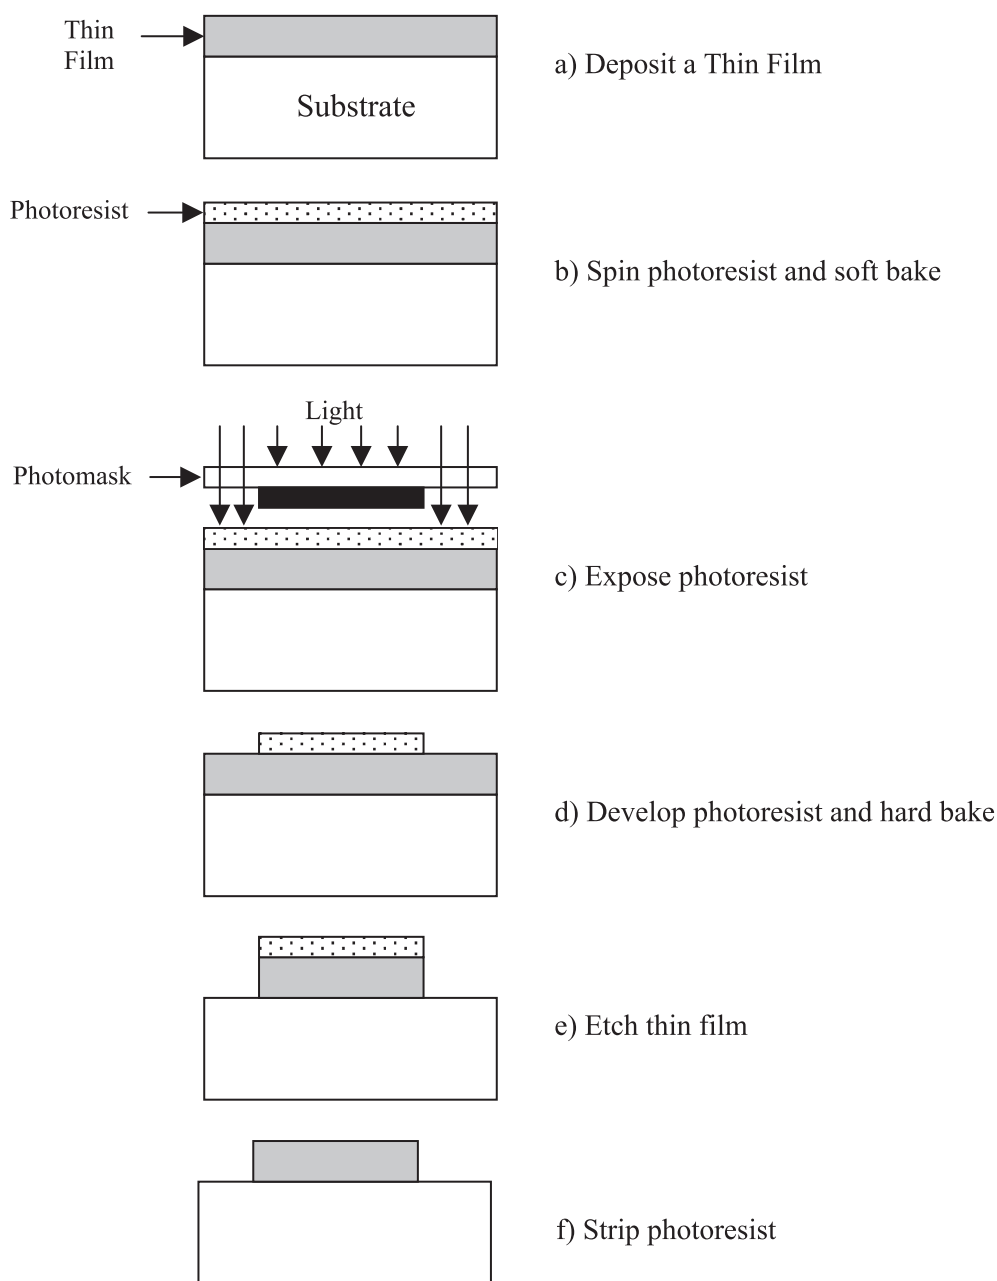 Thin
Film
a) Deposit a Thin Film
Substrate
Photoresist
b) Spin photoresist and soft bake
Light
Photomask
c) Expose photoresist
d) Develop photoresist and hard bake
e) Etch thin film
f) Strip photoresist